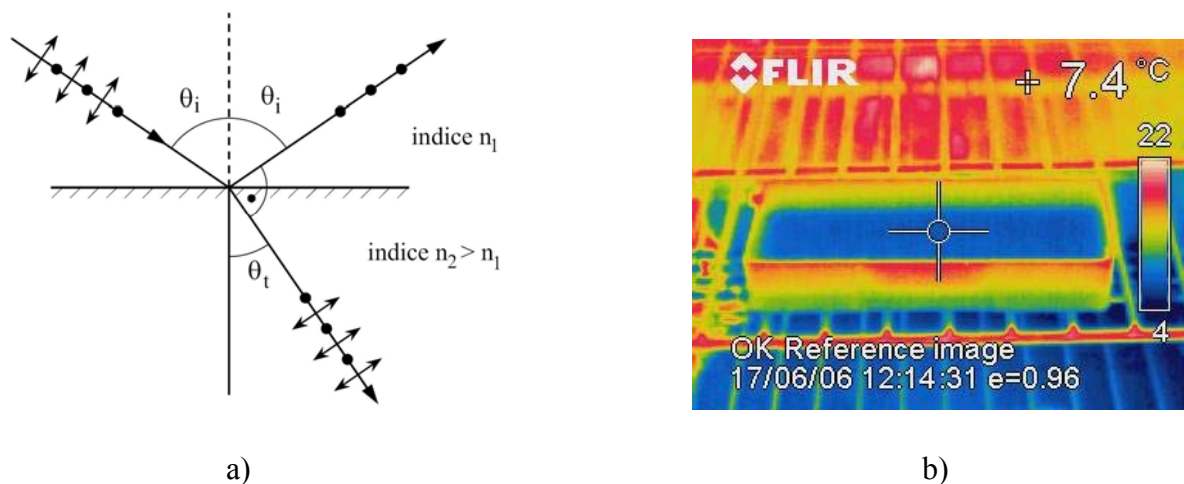 θi
θi
indice n1
indice n2 > n1
θt
FLIR
+ 7.4 °C
22
4
OK Reference image
17/06/06 12:14:31 e=0.96
a)
b)